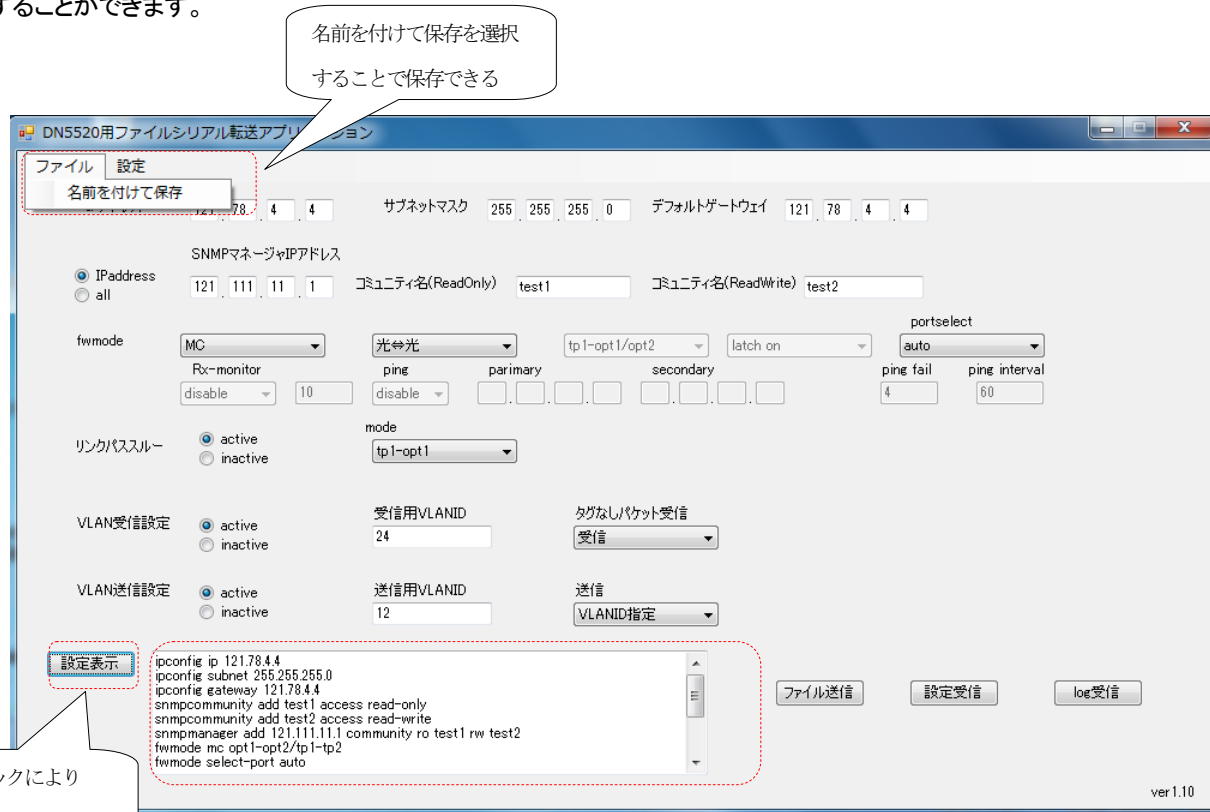 することができます。
名前を付けて保存を選択
することで保存できる
DN5520用ファイルシリアル転送アプリ ション
ファイル 設定
名前を付けて保存
121 . 78 . 4 . 4 サブネットマスク 255 . 255 . 255 . 0 デフォルトゲートウェイ 121 . 78 . 4 . 4
SNMPマネージャIPアドレス
IPaddress
all
121 . 111 . 11 . 1 コミュニティ名(ReadOnly) test1 コミュニティ名(ReadWrite) test2
portselect
fwmode MC 光⇔光 tp1-opt1/opt2 latch on auto
Rx-monitor ping parimary secondary ping fail ping interval
disable 10 disable . . . . . . 4 60
mode
リンクパススルー active tp1-opt1
inactive
受信用VLANID タグなしパケット受信
VLAN受信設定 active 24 受信
inactive
VLAN送信設定 active 送信用VLANID 送信
inactive 12 VLANID指定
設定表示
ipconfig ip 121.78.4.4
ipconfig subnet 255.255.255.0
ipconfig gateway 121.78.4.4
snmpcommunity add test1 access read-only
snmpcommunity add test2 access read-write
snmpmanager add 121.111.11.1 community ro test1 rw test2
fwmode mc opt1-opt2/tp1-tp2
fwmode select-port auto
ファイル送信 設定受信 log受信
クにより
ver1.10